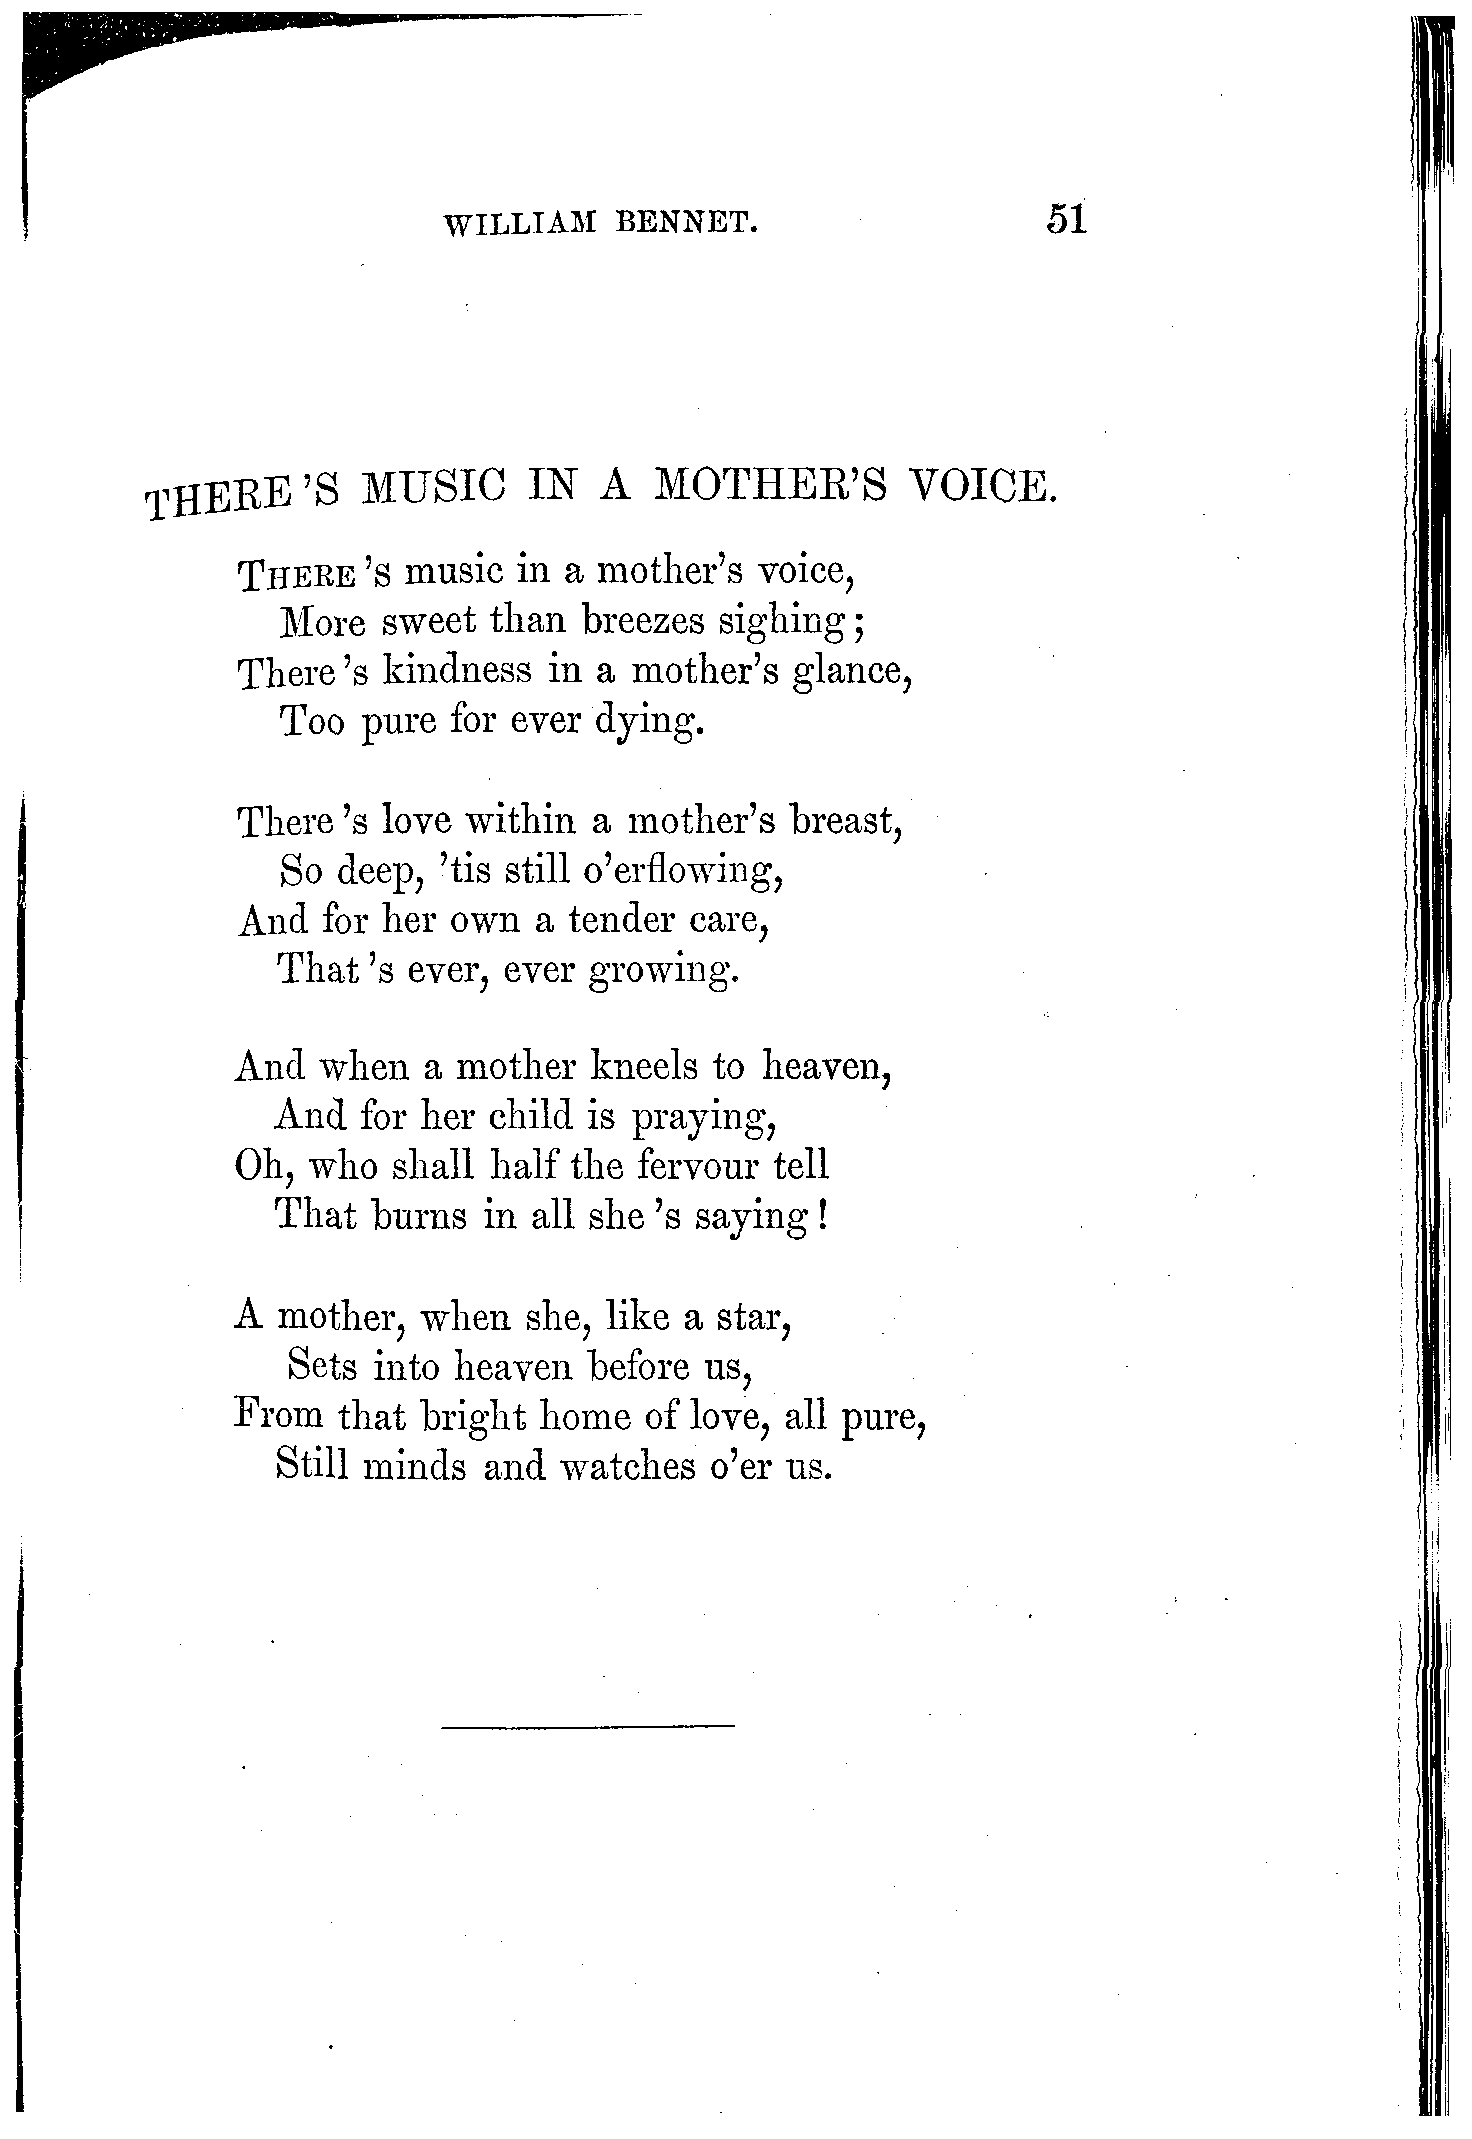 WILLIAM BENNET. 51
THERE 'S MUSIC IN A MOTHER'S VOICE.
THERE 's music in a mother's voice,
More sweet than breezes sighing;
There 's kindness in a mother's glance,
Too pure for ever dying.
There 's love within a mother's breast,
So deep, 'tis still o'erflowing,
And for her own a tender care,
That 's ever, ever growing.
And when a mother kneels to heaven,
And for her child is praying,
Oh, who shall half the fervour tell
That burns in all she 's saying!
A mother, when she, like a star,
Sets into heaven before us,
From that bright home of love, all pure,
Still minds and watches o'er us.